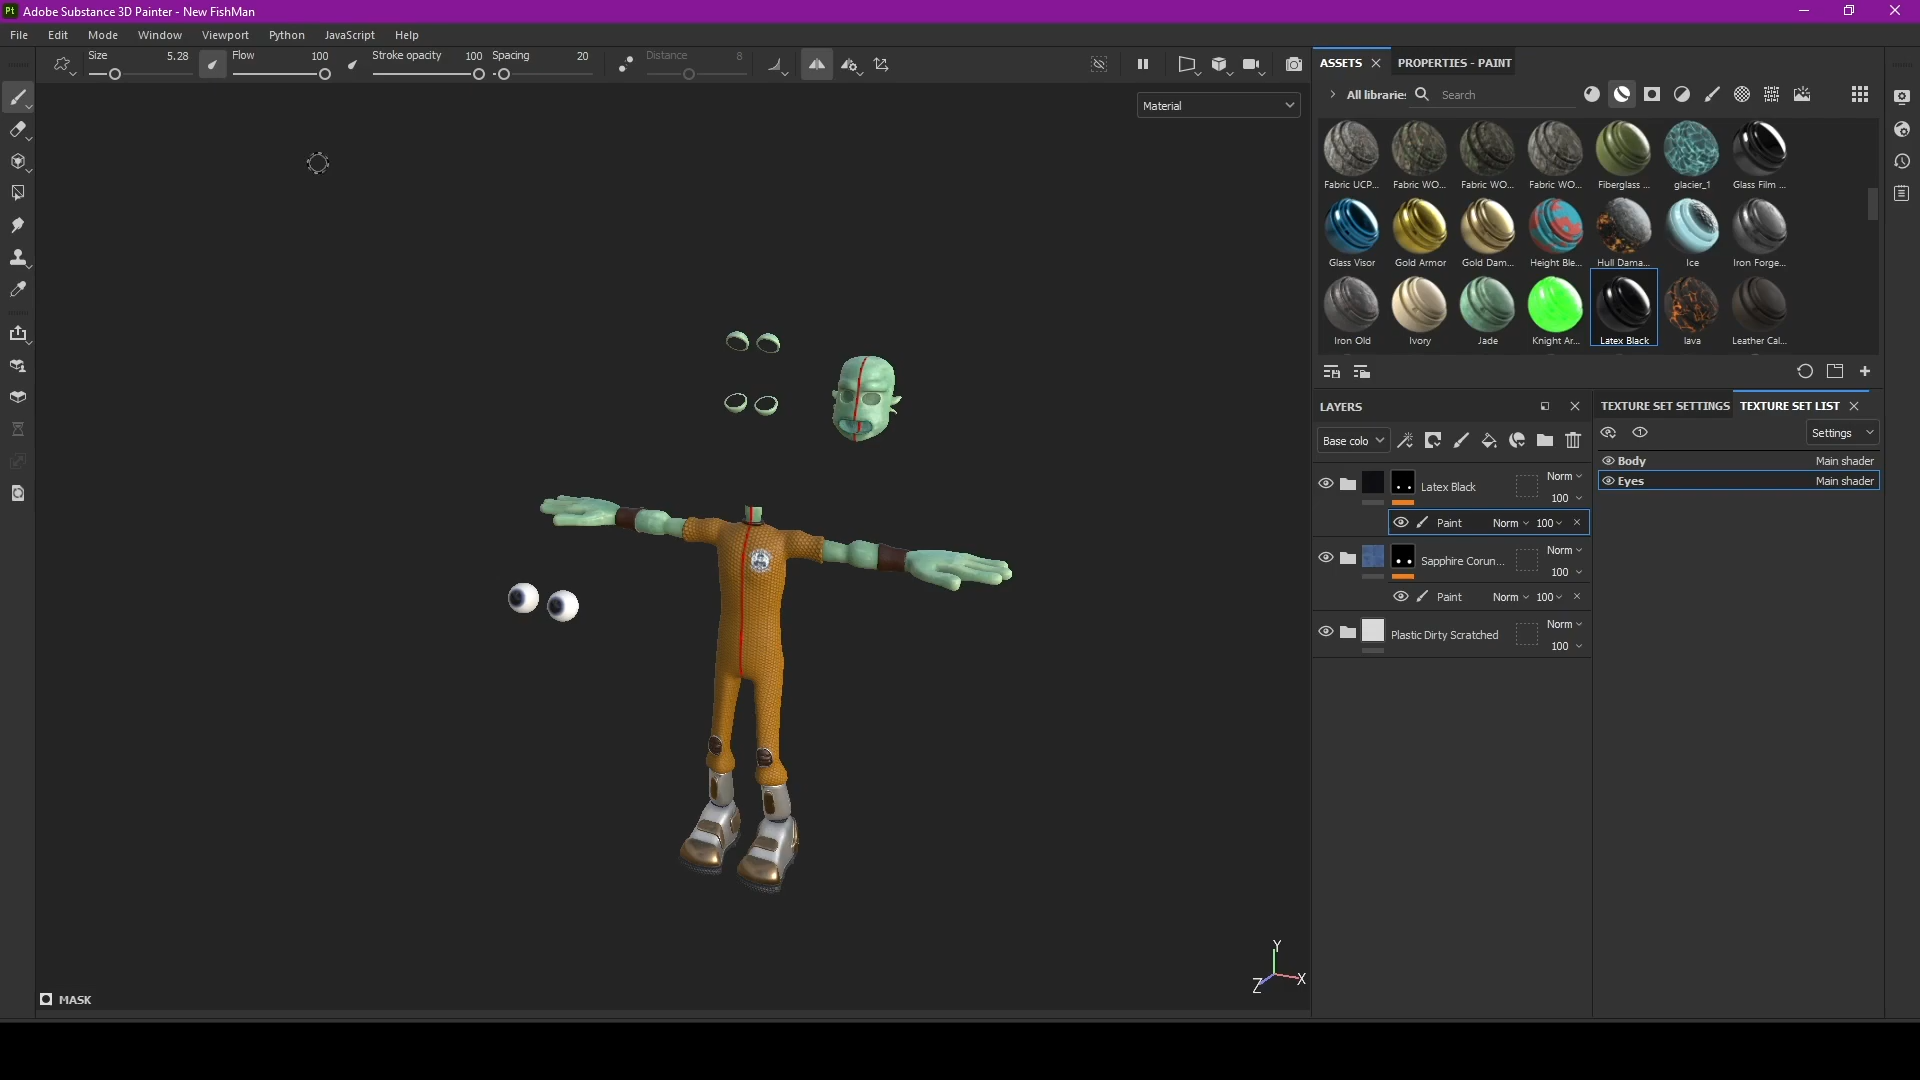 Pt Adobe Substance 3D Painter - New FishMan
File Edit Mode Window Viewport Python JavaScript Help
Size 5.28 Flow 100 Stroke opacity 100 Spacing 20 Distance 8
Material
ASSETS PROPERTIES - PAINT
All libraries Search
Fabric UCP... Fabric WO... Fabric WO... Fabric WO... Fiberglass ... glacier_1 Glass Film ...
Glass Visor Gold Armor Gold Dam... Height Ble... Hull Dama... Ice Iron Forge...
Iron Old Ivory Jade Knight Ar... Latex Black lava Leather Cal...
LAYERS
Base colo
Latex Black Norm 100
Paint Norm 100
Sapphire Corun... Norm 100
Paint Norm 100
Plastic Dirty Scratched Norm 100
TEXTURE SET SETTINGS TEXTURE SET LIST
Settings
Body Main shader
Eyes Main shader
Y
Z X
MASK